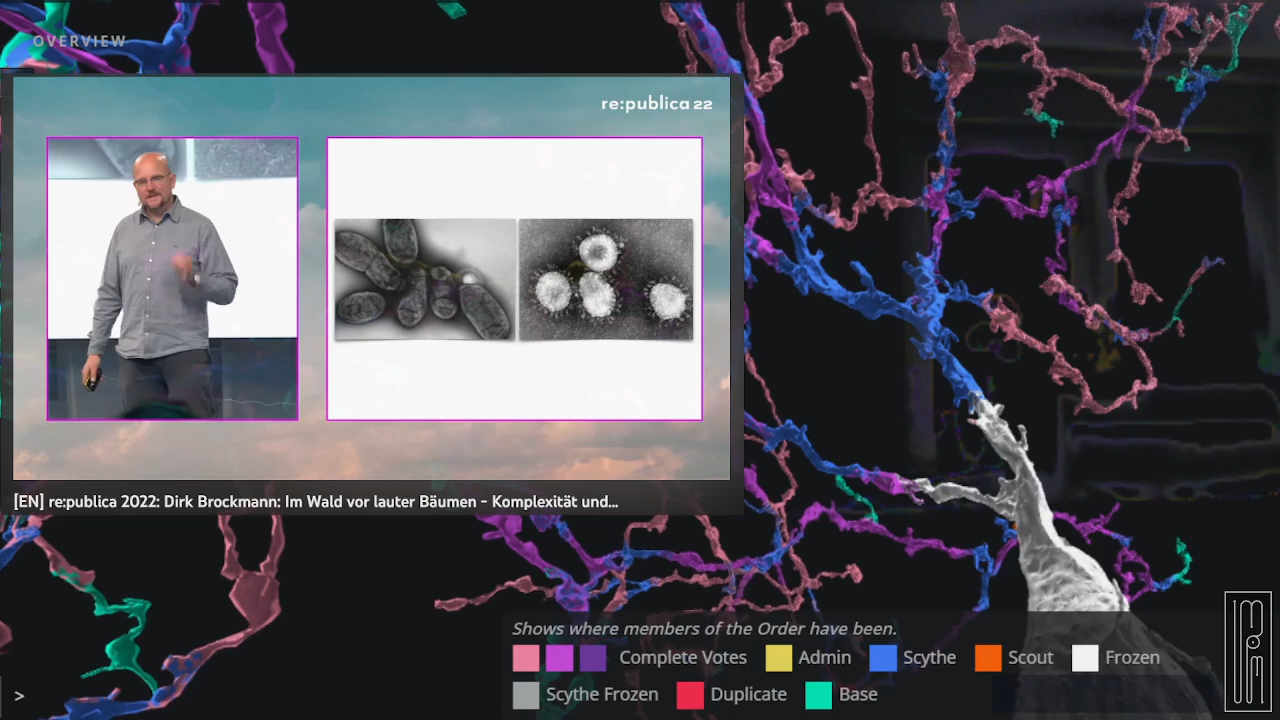 OVERVIEW
re:publica 22
[EN] re:publica 2022: Dirk Brockmann: Im Wald vor lauter Bäumen - Komplexität und...
Shows where members of the Order have been.
Complete Votes Admin Scythe Scout Frozen
Scythe Frozen Duplicate Base
>